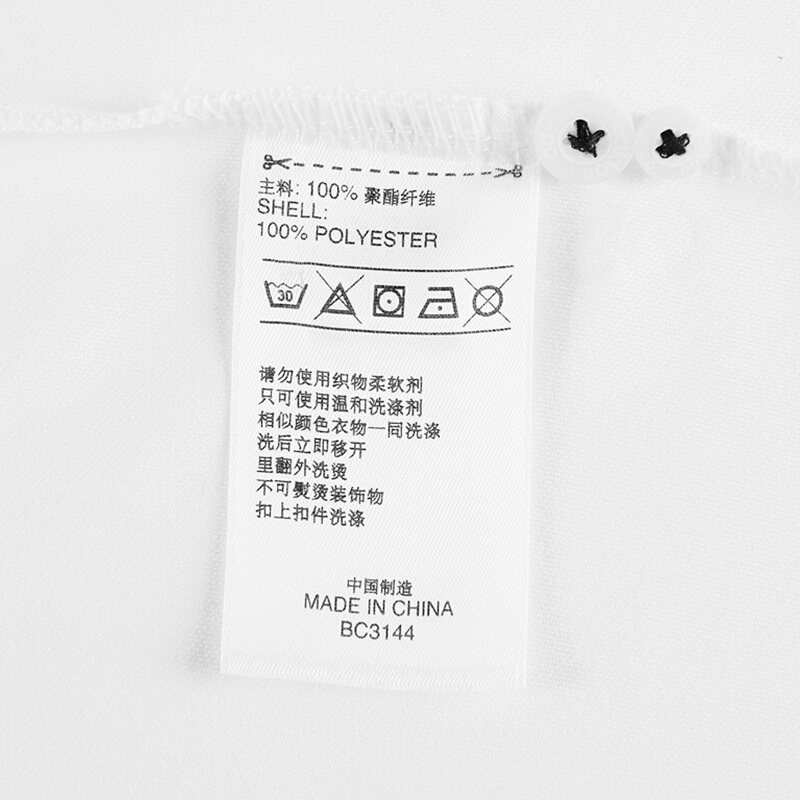 主料: 100% 聚酯纤维
SHELL:
100% POLYESTER
30
请勿使用织物柔软剂
只可使用温和洗涤剂
相似颜色衣物一同洗涤
洗后立即移开
里翻外洗烫
不可熨烫装饰物
扣上扣件洗涤
中国制造
MADE IN CHINA
BC3144